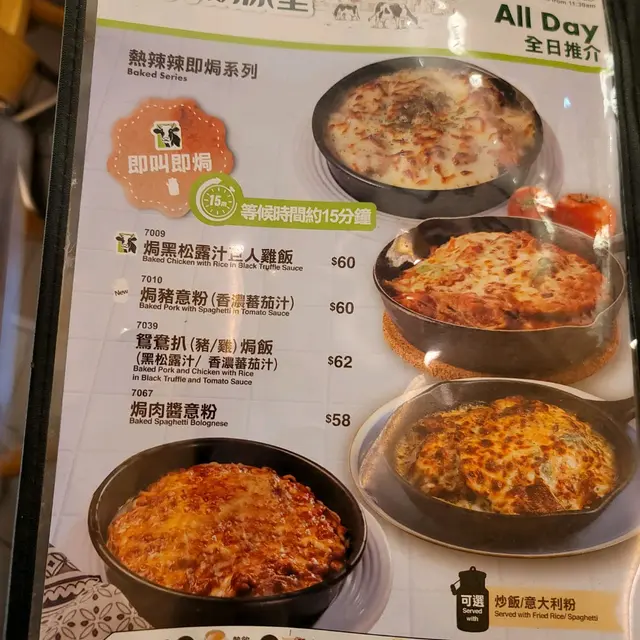 from 11:30am
All Day
全日推介
熱辣辣即焗系列
Baked Series
即叫即焗
15
等候時間約15分鐘
7009
焗黑松露汁 人雞飯 $60
Baked Chicken with Rice in Black Truffle Sauce
7010
New 焗豬意粉(香濃蕃茄汁) $60
Baked Pork with Spaghetti in Tomato Sauce
7039
鴛鴦扒(豬/雞)焗飯 $62
(黑松露汁/ 香濃蕃茄汁)
Baked Pork and Chicken with Rice
in Black Truffle and Tomato Sauce
7067
焗肉醬意粉 $58
Baked Spaghetti Bolognese
可選
Served
with
炒飯/意大利粉
Served with Fried Rice/ Spaghetti